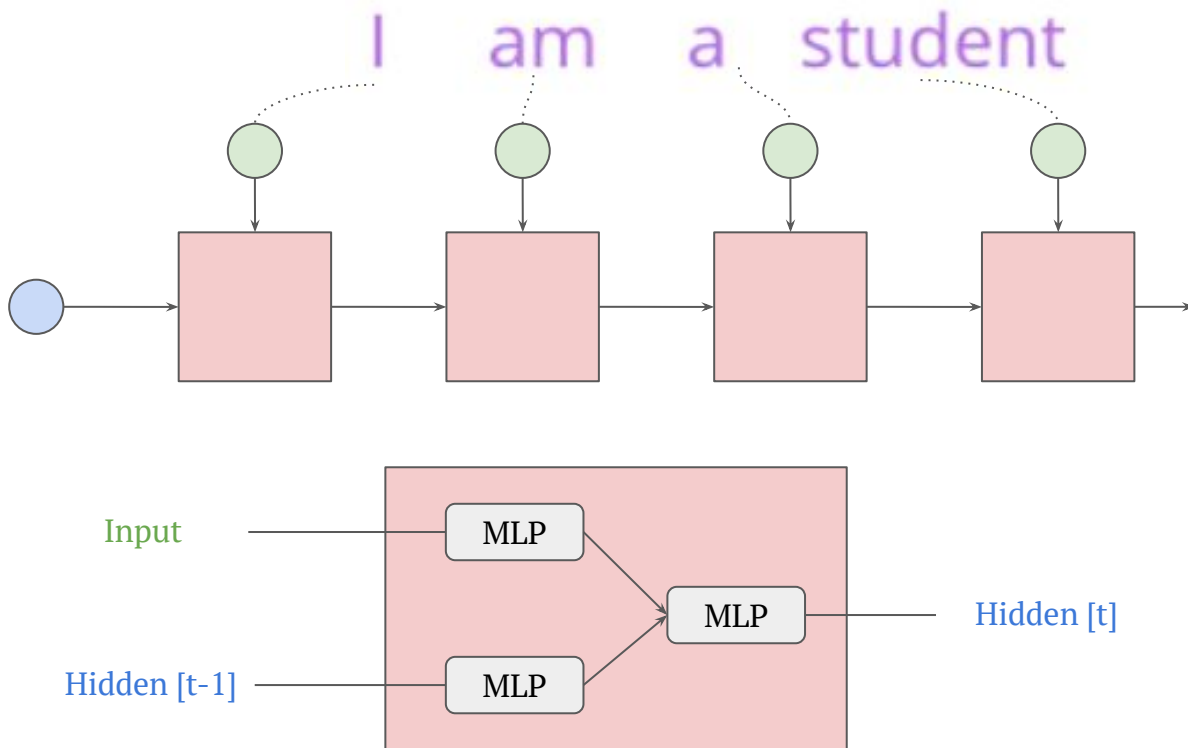 I am a student
Input
MLP
MLP
Hidden [t]
Hidden [t-1]
MLP